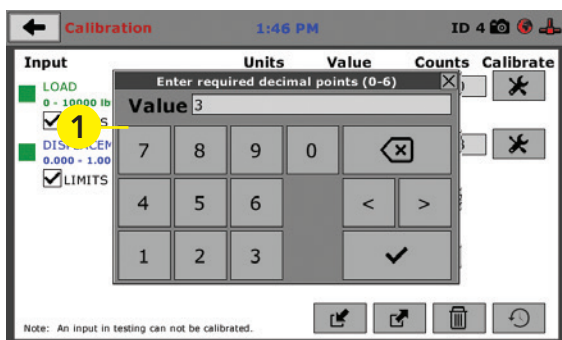 Calibration 1:46 PM ID 4
Input Units Value Counts Calibrate
Enter required decimal points (0-6)
LOAD
0 - 10000 lb
Value 3
1
7 8 9 0
0.000 - 1.00
LIMITS
4 5 6 < >
1 2 3
Note: An input in testing can not be calibrated.